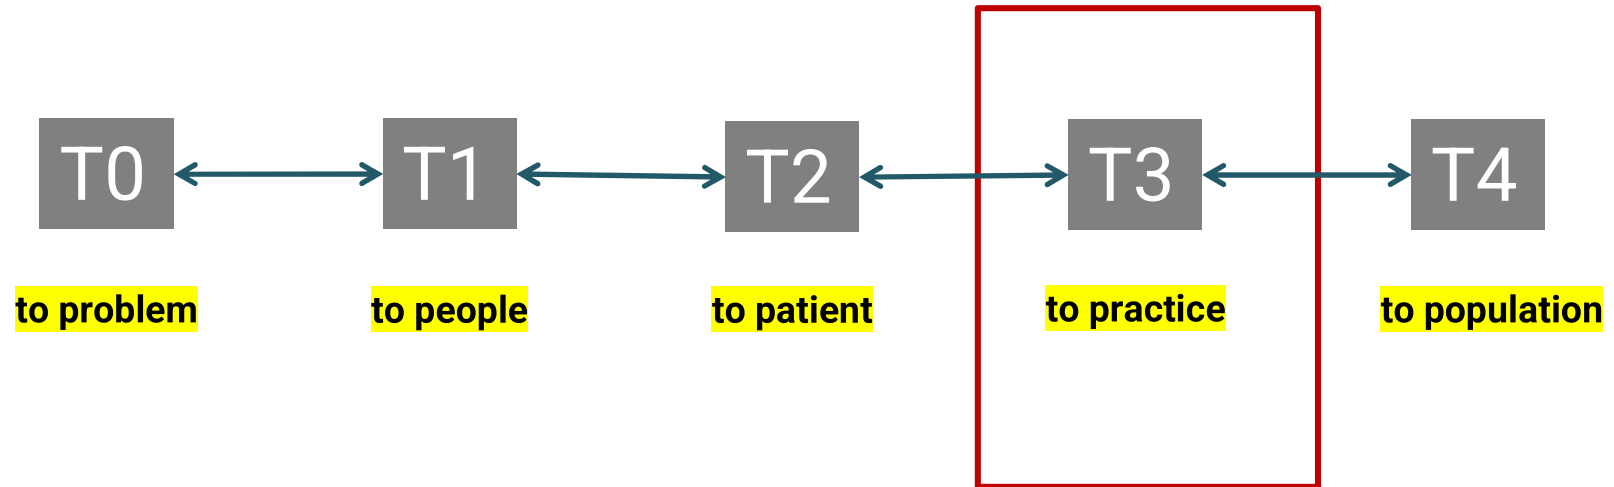 T0
T1
T2
T3
T4
to problem
to people
to patient
to practice
to population